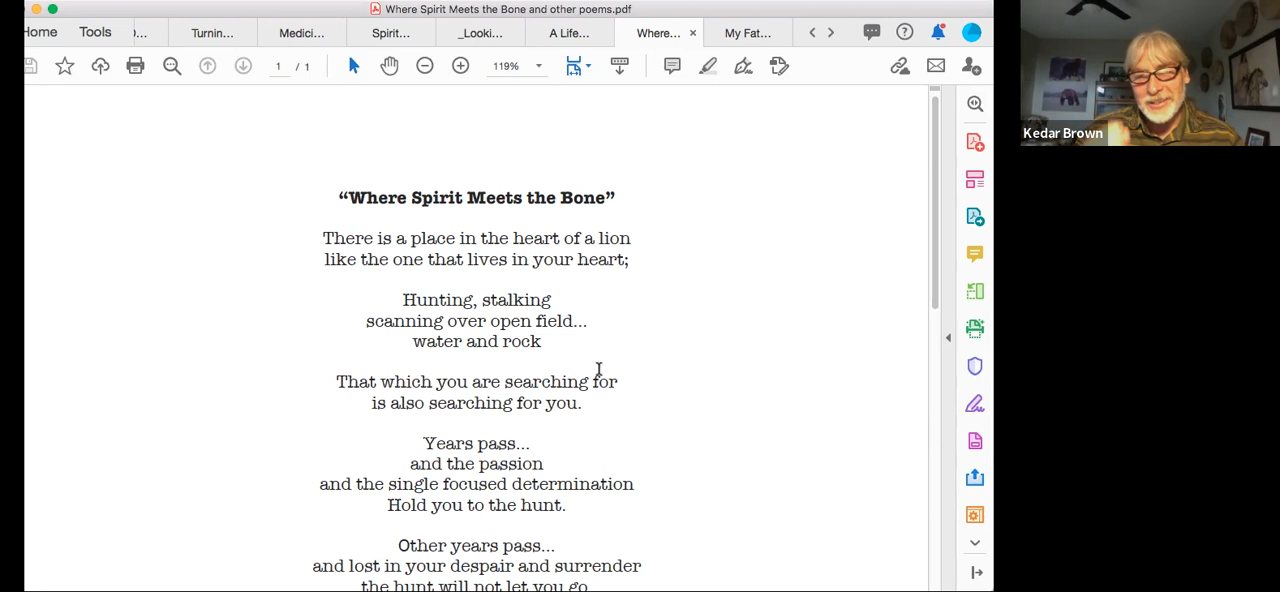 Where Spirit Meets the Bone and other poems.pdf
Home Tools ... Turnin... Medici... Spirit... _Looki... A Life... Where... × My Fat...
1 / 1 119%
Kedar Brown
“Where Spirit Meets the Bone”
There is a place in the heart of a lion
like the one that lives in your heart;
Hunting, stalking
scanning over open field...
water and rock
That which you are searching for
is also searching for you.
Years pass...
and the passion
and the single focused determination
Hold you to the hunt.
Other years pass...
and lost in your despair and surrender
the hunt will not let you go